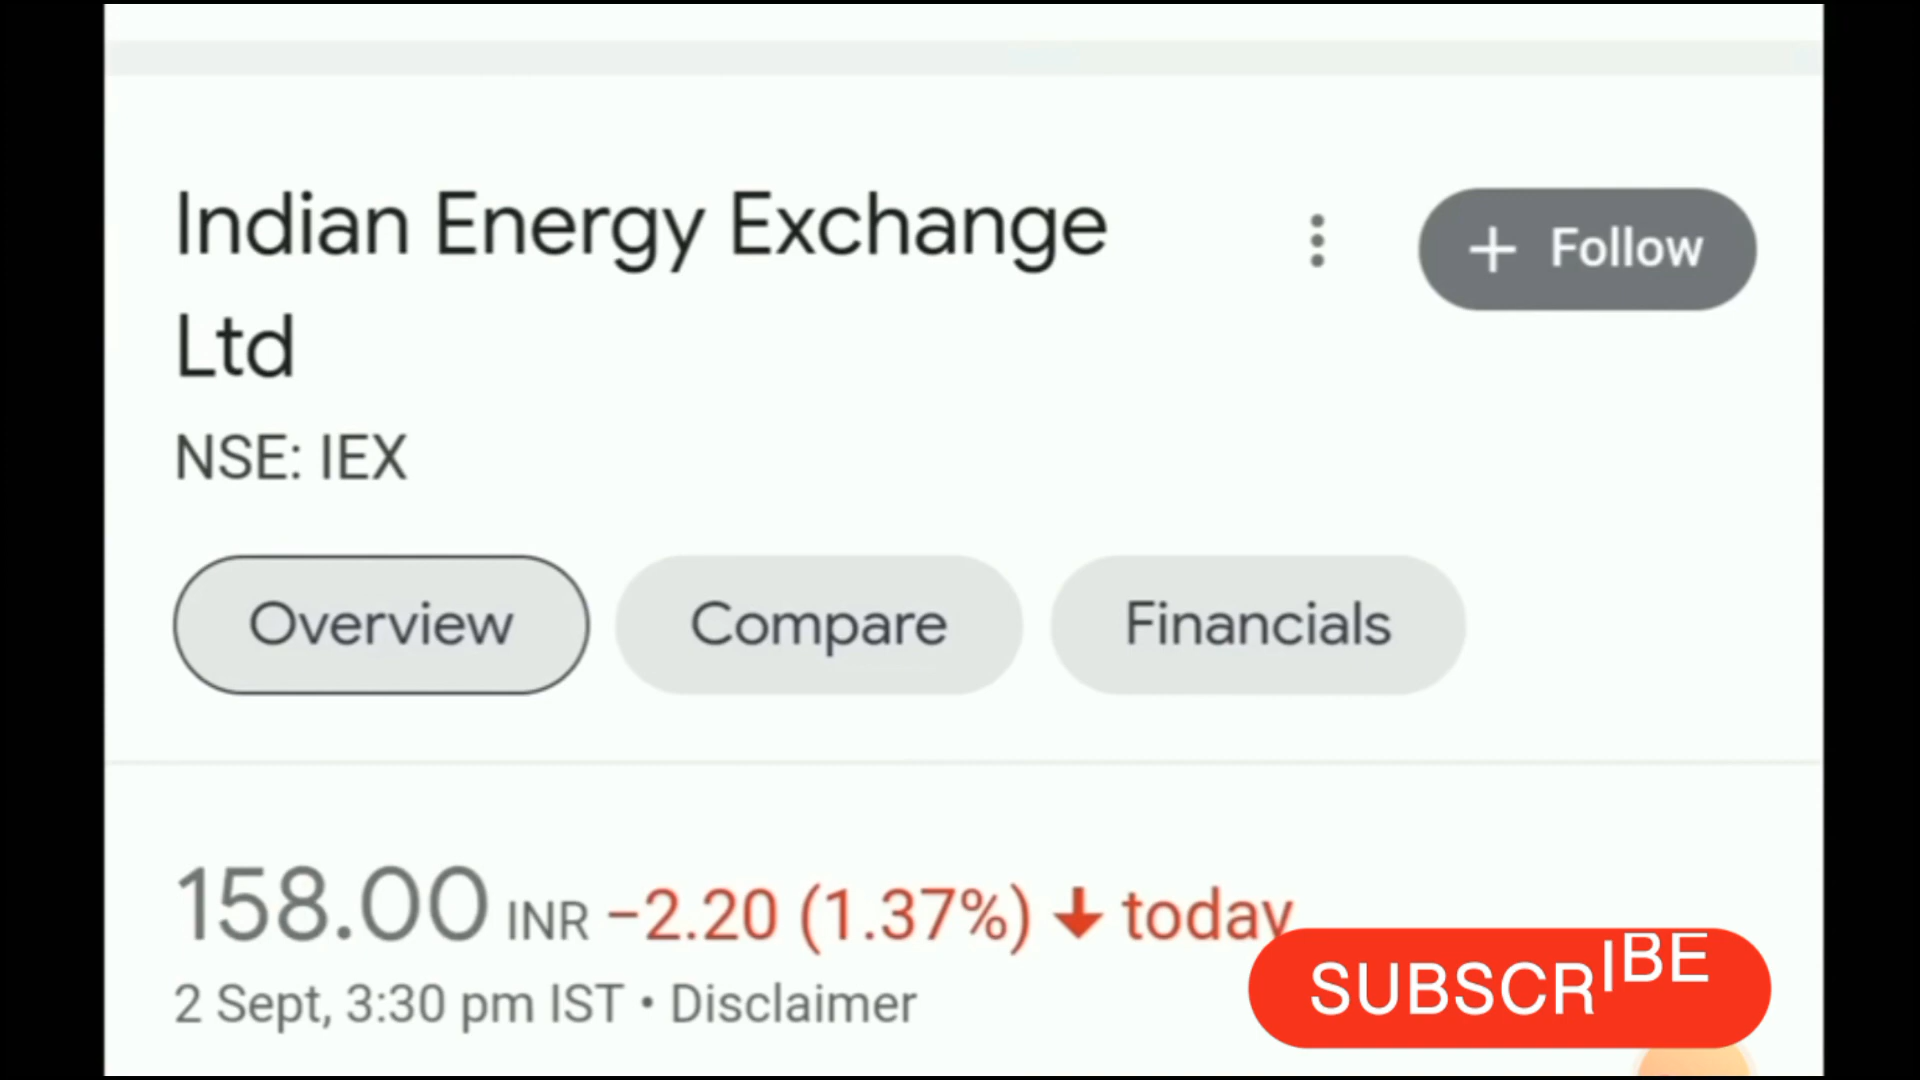 Indian Energy Exchange
Ltd
+ Follow
NSE: IEX
Overview Compare Financials
158.00 INR −2.20 (1.37%) ↓ today
2 Sept, 3:30 pm IST • Disclaimer
SUBSCRIBE